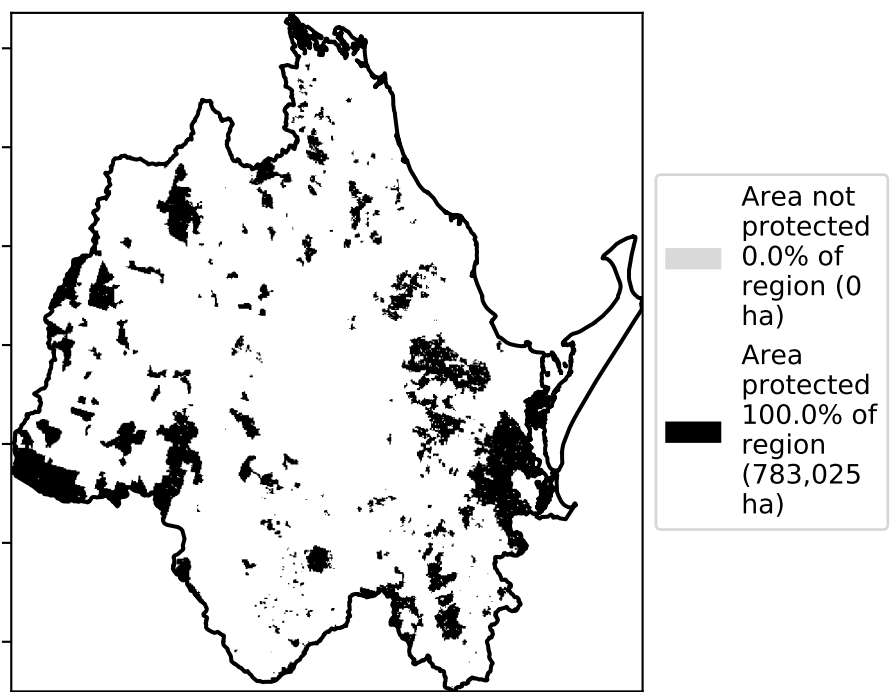 Area not
protected
0.0% of
region (0
ha)
Area
protected
100.0% of
region
(783,025
ha)